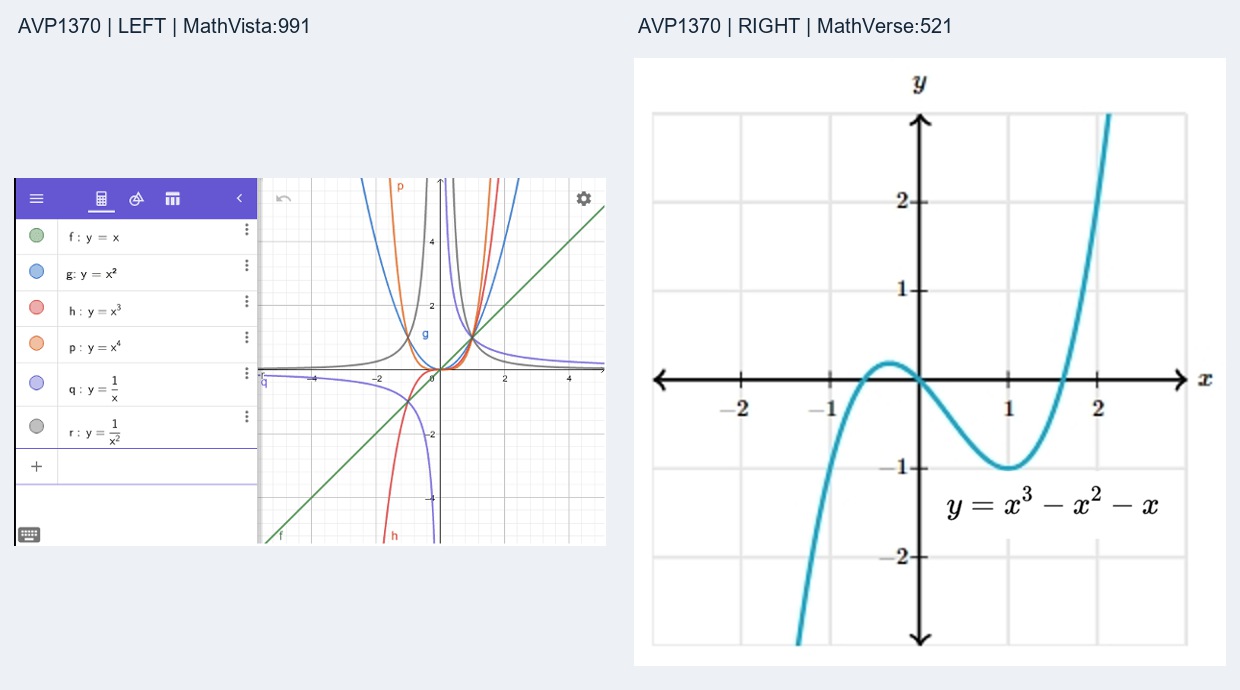 AVP1370 | LEFT | MathVista:991
AVP1370 | RIGHT | MathVerse:521
f : y = x
g: y = x²
h : y = x³
p : y = x⁴
q : y = 1/x
r : y = 1/x²
+
p
g
r
q
f
h
4
2
-4
-2
0
2
4
-2
-4
y
2
1
-2
-1
1
2
x
-1
y = x³ − x² − x
-2